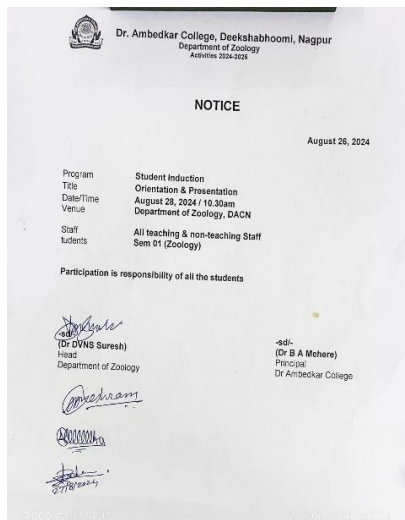 Dr. Ambedkar College, Deekshabhoomi, Nagpur
Department of Zoology
Activities 2024-2025
NOTICE
August 26, 2024
Program Student Induction
Title Orientation & Presentation
Date/Time August 28, 2024 / 10.30am
Venue Department of Zoology, DACN
Staff All teaching & non-teaching Staff
tudents Sem 01 (Zoology)
Participation is responsibility of all the students
-sd/-
(Dr DVNS Suresh)
Head
Department of Zoology
-sd/-
(Dr B A Mehere)
Principal
Dr Ambedkar College
27/8/2024